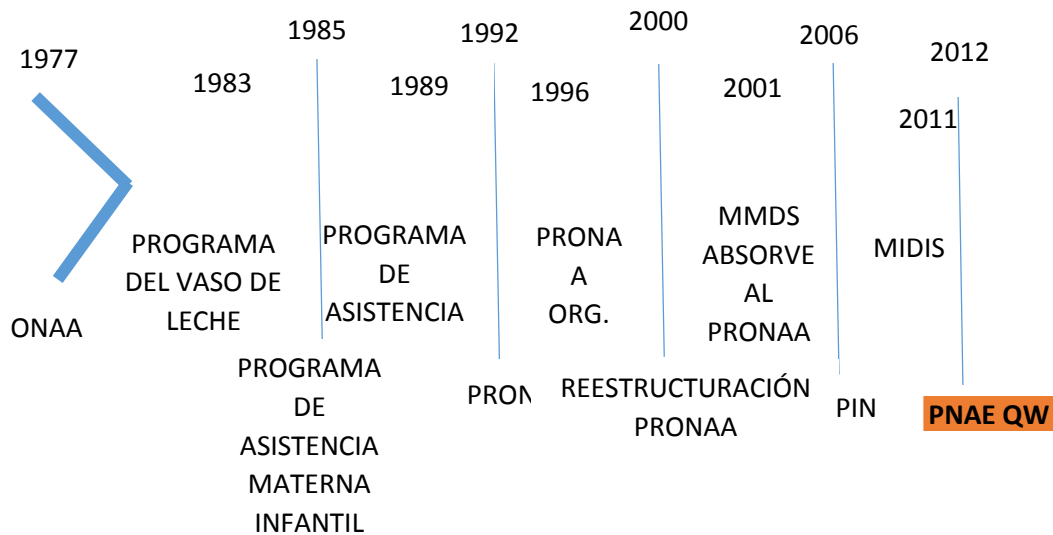 1977
1983
1985
1989
1992
1996
2000
2001
2006
2011
2012
ONAA
PROGRAMA
DEL VASO DE
LECHE
PROGRAMA
DE
ASISTENCIA
MATERNA
INFANTIL
PROGRAMA
DE
ASISTENCIA
PRON
PRONA
A
ORG.
REESTRUCTURACIÓN
PRONAA
MMDS
ABSORVE
AL
PRONAA
PIN
MIDIS
PNAE QW